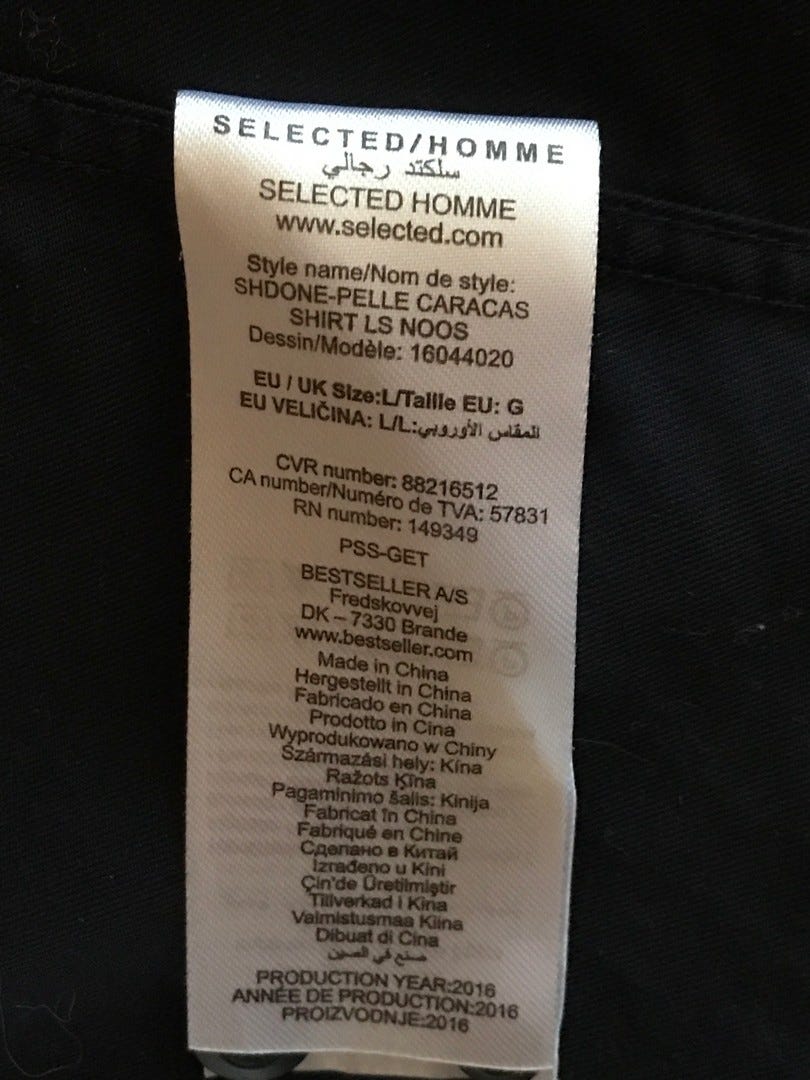 SELECTED/HOMME
سلكتد رجالي
SELECTED HOMME
www.selected.com
Style name/Nom de style:
SHDONE-PELLE CARACAS
SHIRT LS NOOS
Dessin/Modèle: 16044020
EU / UK Size:L/Taille EU: G
EU VELIČINA: L/L:المقاس الأوروبي
CVR number: 88216512
CA number/Numéro de TVA: 57831
RN number: 149349
PSS-GET
BESTSELLER A/S
Fredskovvej
DK – 7330 Brande
www.bestseller.com
Made in China
Hergestellt in China
Fabricado en China
Prodotto in Cina
Wyprodukowano w Chiny
Származási hely: Kína
Ražots Ķīna
Pagaminimo šalis: Kinija
Fabricat în China
Fabriqué en Chine
Сделано в Китай
Izrađeno u Kini
Çin'de Üretilmiştir
Tillverkad i Kina
Valmistusmaa Kiina
Dibuat di Cina
صنع في الصين
PRODUCTION YEAR:2016
ANNÉE DE PRODUCTION:2016
PROIZVODNJE:2016